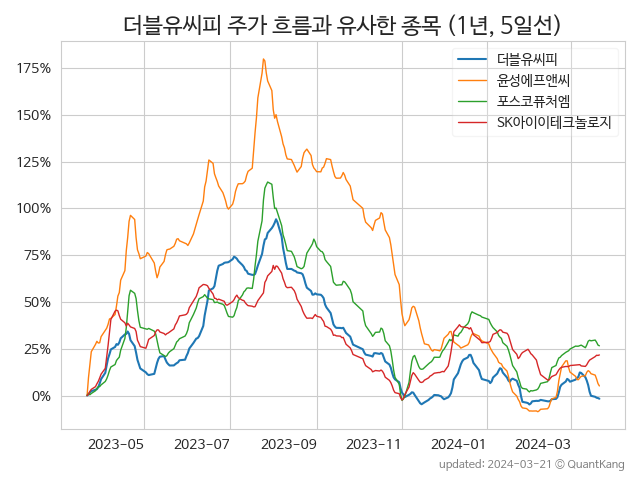 더블유씨피 주가 흐름과 유사한 종목 (1년, 5일선)
더블유씨피
윤성에프앤씨
포스코퓨처엠
SK아이이테크놀로지
175%
150%
125%
100%
75%
50%
25%
0%
2023-05 2023-07 2023-09 2023-11 2024-01 2024-03
updated: 2024-03-21 © QuantKang